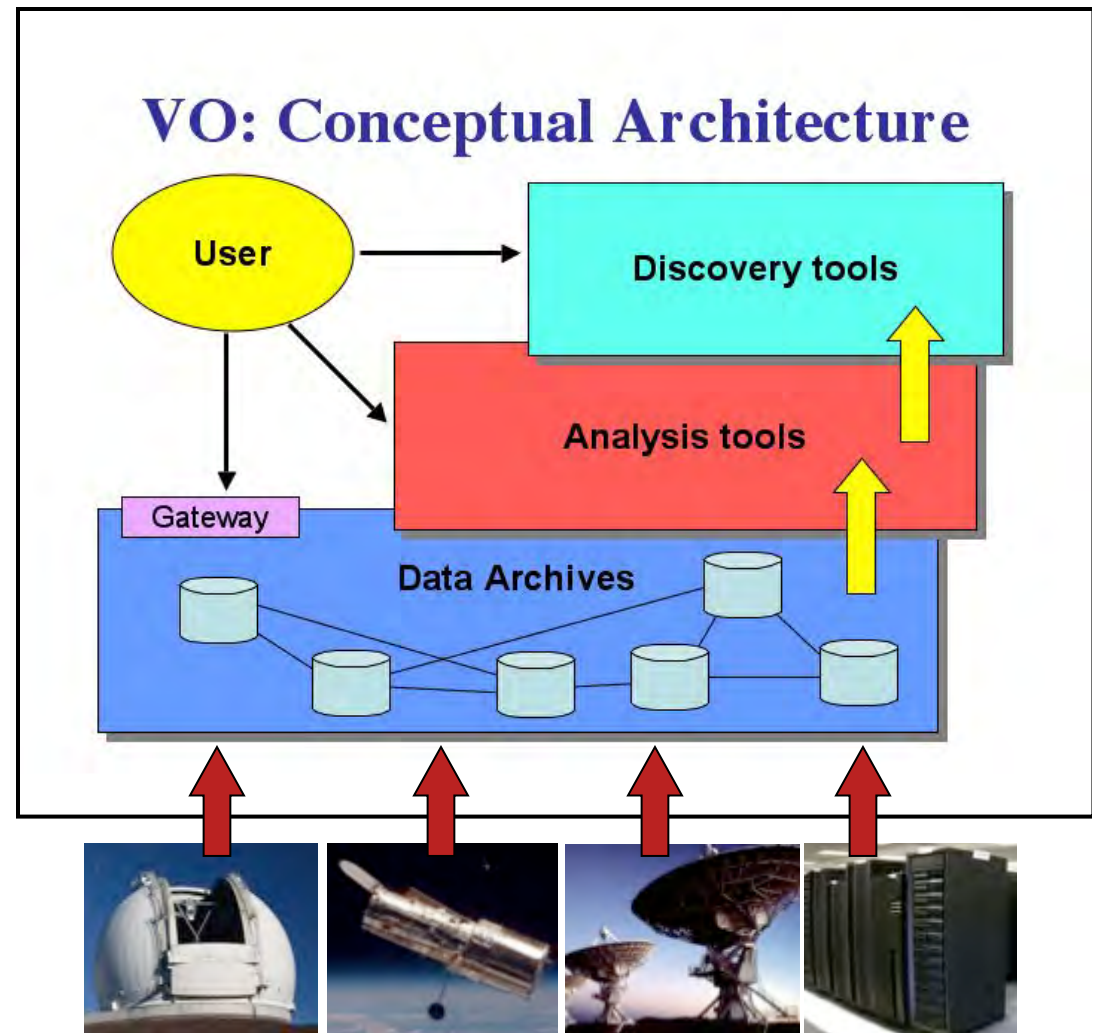 VO: Conceptual Architecture
User
Discovery tools
Analysis tools
Gateway
Data Archives